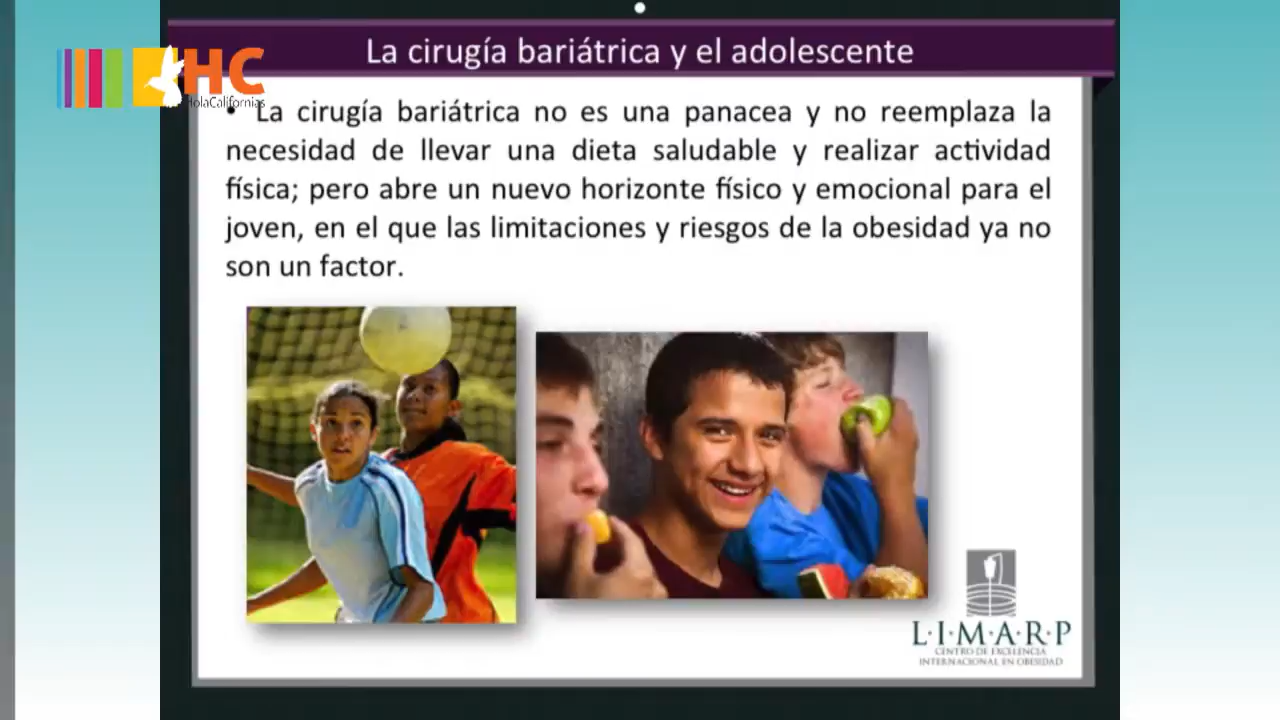 La cirugía bariátrica y el adolescente
HC
HolaCalifornias
• La cirugía bariátrica no es una panacea y no reemplaza la
necesidad de llevar una dieta saludable y realizar actividad
física; pero abre un nuevo horizonte físico y emocional para el
joven, en el que las limitaciones y riesgos de la obesidad ya no
son un factor.
L·I·M·A·R·P
CENTRO DE EXCELENCIA
INTERNACIONAL EN OBESIDAD